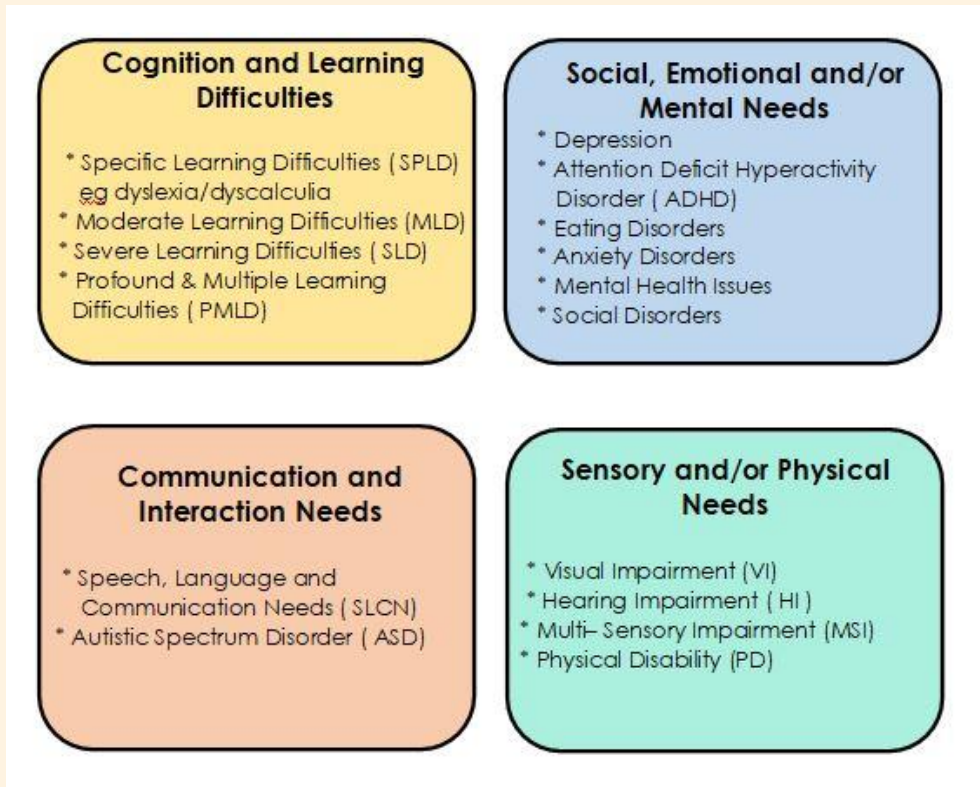 Cognition and Learning
Difficulties
* Specific Learning Difficulties ( SPLD)
eg dyslexia/dyscalculia
* Moderate Learning Difficulties (MLD)
* Severe Learning Difficulties ( SLD)
* Profound & Multiple Learning
Difficulties ( PMLD)
Social, Emotional and/or
Mental Needs
* Depression
* Attention Deficit Hyperactivity
Disorder ( ADHD)
* Eating Disorders
* Anxiety Disorders
* Mental Health Issues
* Social Disorders
Communication and
Interaction Needs
* Speech, Language and
Communication Needs ( SLCN)
* Autistic Spectrum Disorder ( ASD)
Sensory and/or Physical
Needs
* Visual Impairment (VI)
* Hearing Impairment ( HI )
* Multi– Sensory Impairment (MSI)
* Physical Disability (PD)